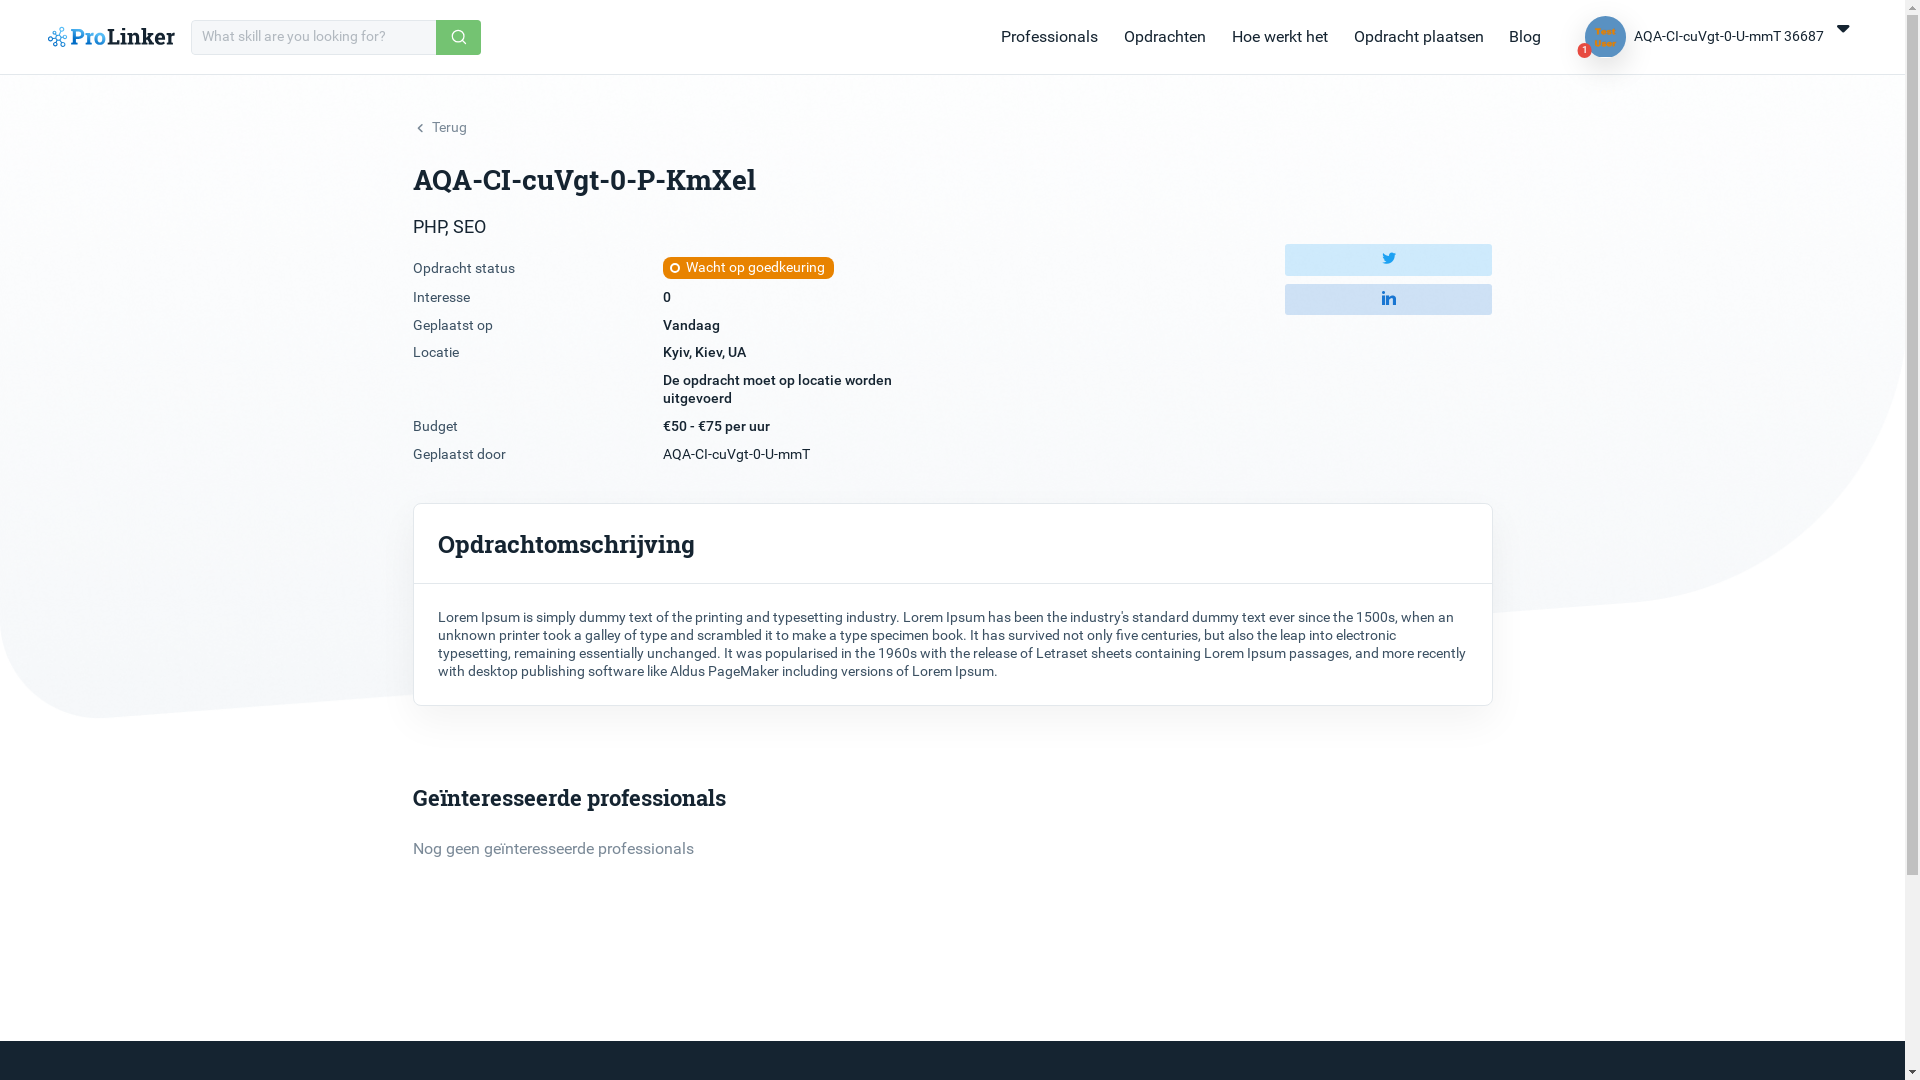 ProLinker
What skill are you looking for?
Professionals
Opdrachten
Hoe werkt het
Opdracht plaatsen
Blog
1
AQA-CI-cuVgt-0-U-mmT 36687
Terug
AQA-CI-cuVgt-0-P-KmXel
PHP, SEO
Opdracht status
Wacht op goedkeuring
Interesse
0
Geplaatst op
Vandaag
Locatie
Kyiv, Kiev, UA
De opdracht moet op locatie worden
uitgevoerd
Budget
€50 - €75 per uur
Geplaatst door
AQA-CI-cuVgt-0-U-mmT
Opdrachtomschrijving
Lorem Ipsum is simply dummy text of the printing and typesetting industry. Lorem Ipsum has been the industry's standard dummy text ever since the 1500s, when an
unknown printer took a galley of type and scrambled it to make a type specimen book. It has survived not only five centuries, but also the leap into electronic
typesetting, remaining essentially unchanged. It was popularised in the 1960s with the release of Letraset sheets containing Lorem Ipsum passages, and more recently
with desktop publishing software like Aldus PageMaker including versions of Lorem Ipsum.
Geïnteresseerde professionals
Nog geen geïnteresseerde professionals